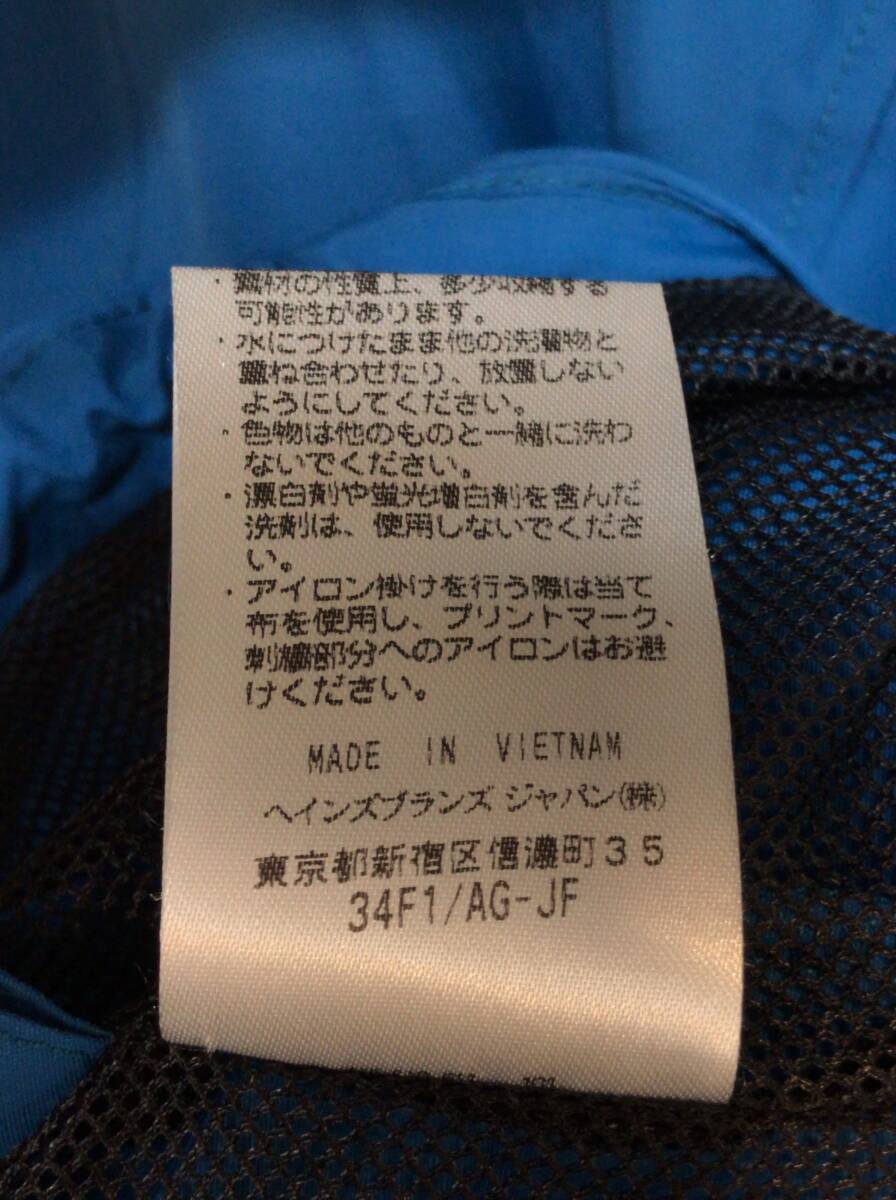 ・素材の性質上、多少収縮する
可能性があります。
・水につけたまま他の洗濯物と
重ね合わせたり、放置しない
ようにしてください。
・色物は他のものと一緒に洗わ
ないでください。
・漂白剤や蛍光増白剤を含んだ
洗剤は、使用しないでくださ
い。
・アイロン掛けを行う際は当て
布を使用し、プリントマーク、
刺繍部分へのアイロンはお避
けください。
MADE IN VIETNAM
ヘインズブランズ ジャパン(株)
東京都新宿区信濃町35
34F1/AG-JF